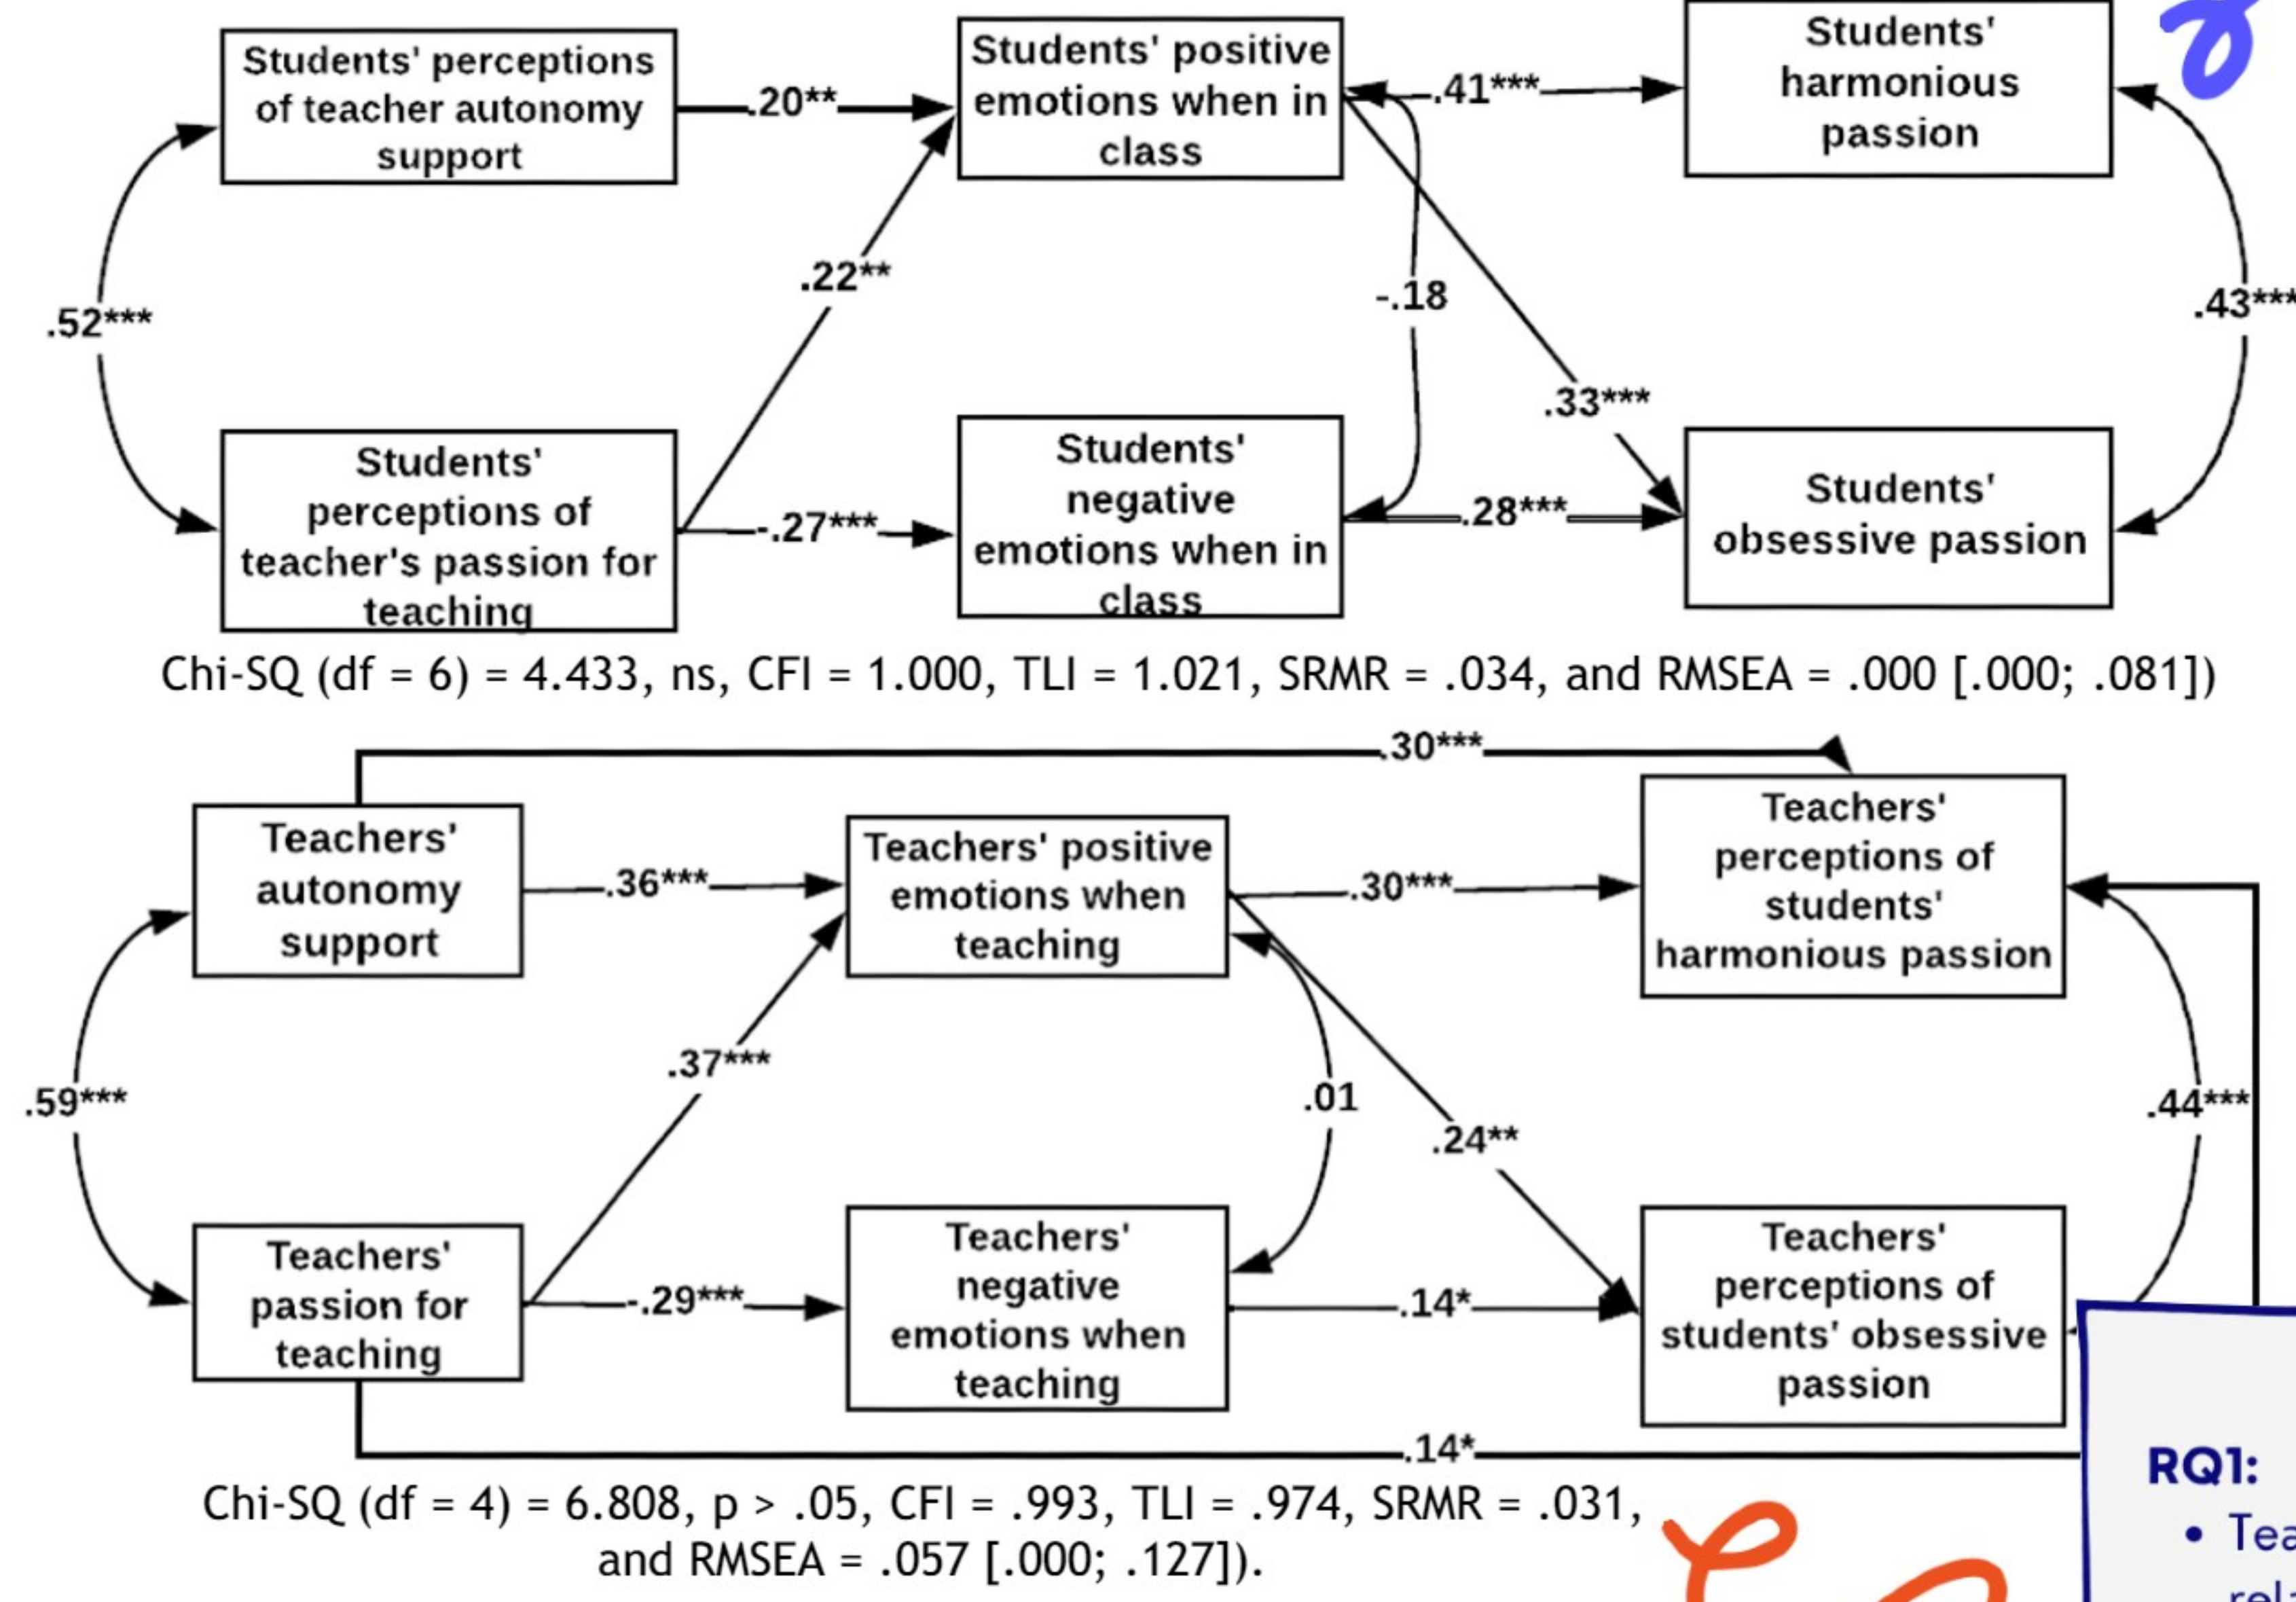 Students' perceptions
of teacher autonomy
support
.20**
Students' positive
emotions when in
class
.41***
Students'
harmonious
passion
.22**
.52***
-.18
.43***
.33***
Students'
perceptions of
teacher's passion for
teaching
-.27***
Students'
negative
emotions when in
class
.28***
Students'
obsessive passion
Chi-SQ (df = 6) = 4.433, ns, CFI = 1.000, TLI = 1.021, SRMR = .034, and RMSEA = .000 [.000; .081])
.30***
Teachers'
autonomy
support
.36***
Teachers' positive
emotions when
teaching
.30***
Teachers'
perceptions of
students'
harmonious passion
.37***
.59***
.01
.24**
.44***
Teachers'
passion for
teaching
-.29***
Teachers'
negative
emotions when
teaching
.14*
Teachers'
perceptions of
students' obsessive
passion
.14*
Chi-SQ (df = 4) = 6.808, p > .05, CFI = .993, TLI = .974, SRMR = .031,
and RMSEA = .057 [.000; .127]).
RQ1: